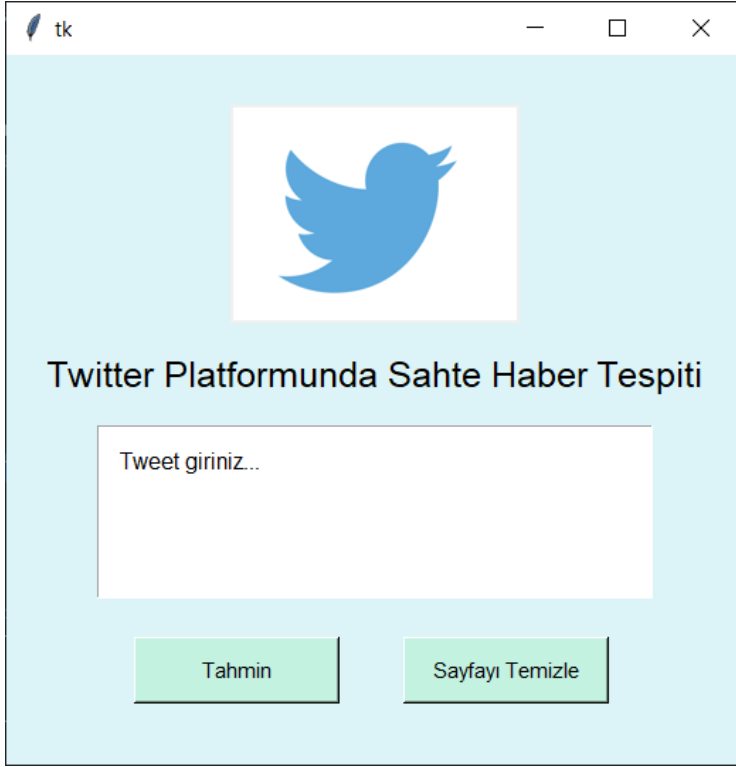 tk
Twitter Platformunda Sahte Haber Tespiti
Tweet giriniz...
Tahmin
Sayfayı Temizle